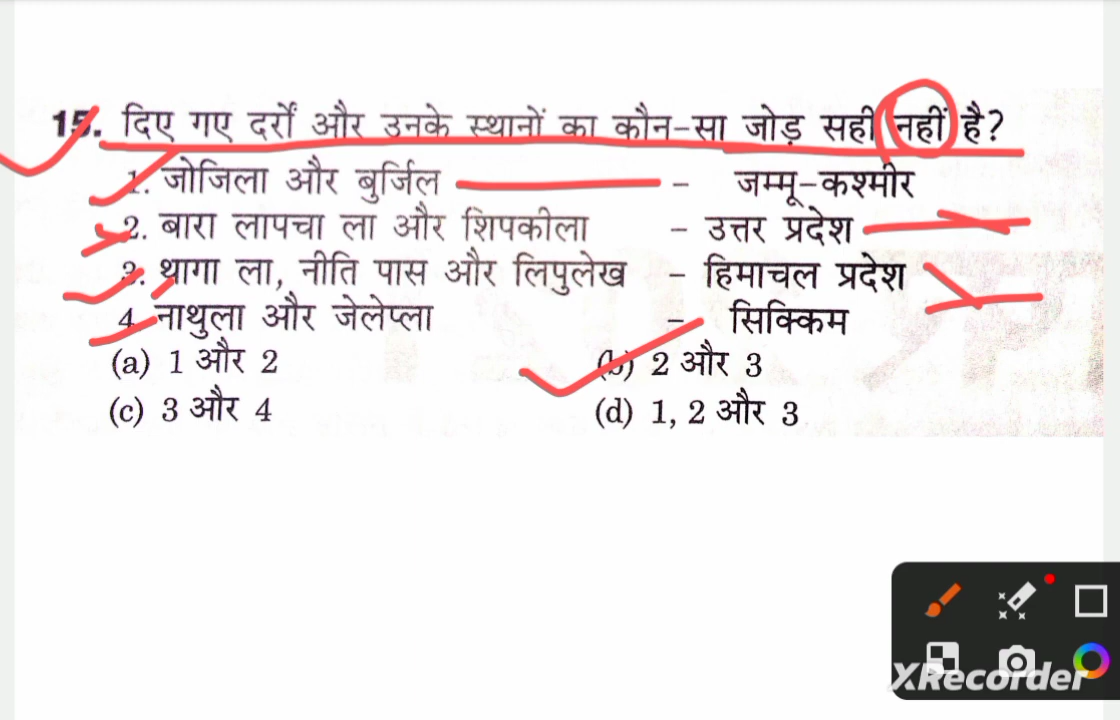 15. दिए गए दर्रों और उनके स्थानों का कौन-सा जोड़ सही नहीं है?
1. जोजिला और बुर्जिल - जम्मू-कश्मीर
2. बारा लापचा ला और शिपकीला - उत्तर प्रदेश
3. थागा ला, नीति पास और लिपुलेख - हिमाचल प्रदेश
4. नाथुला और जेलेप्ला - सिक्किम
(a) 1 और 2 (b) 2 और 3
(c) 3 और 4 (d) 1, 2 और 3
XRecorder